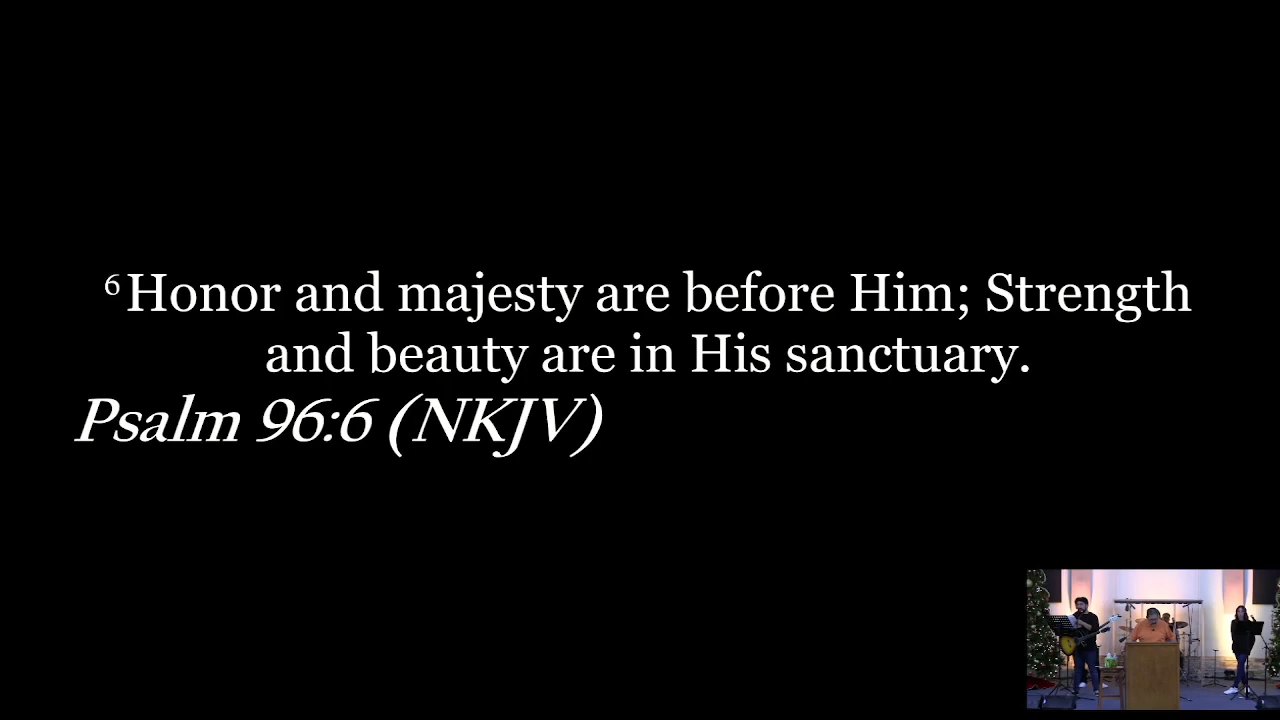 6Honor and majesty are before Him; Strength
and beauty are in His sanctuary.
Psalm 96:6 (NKJV)